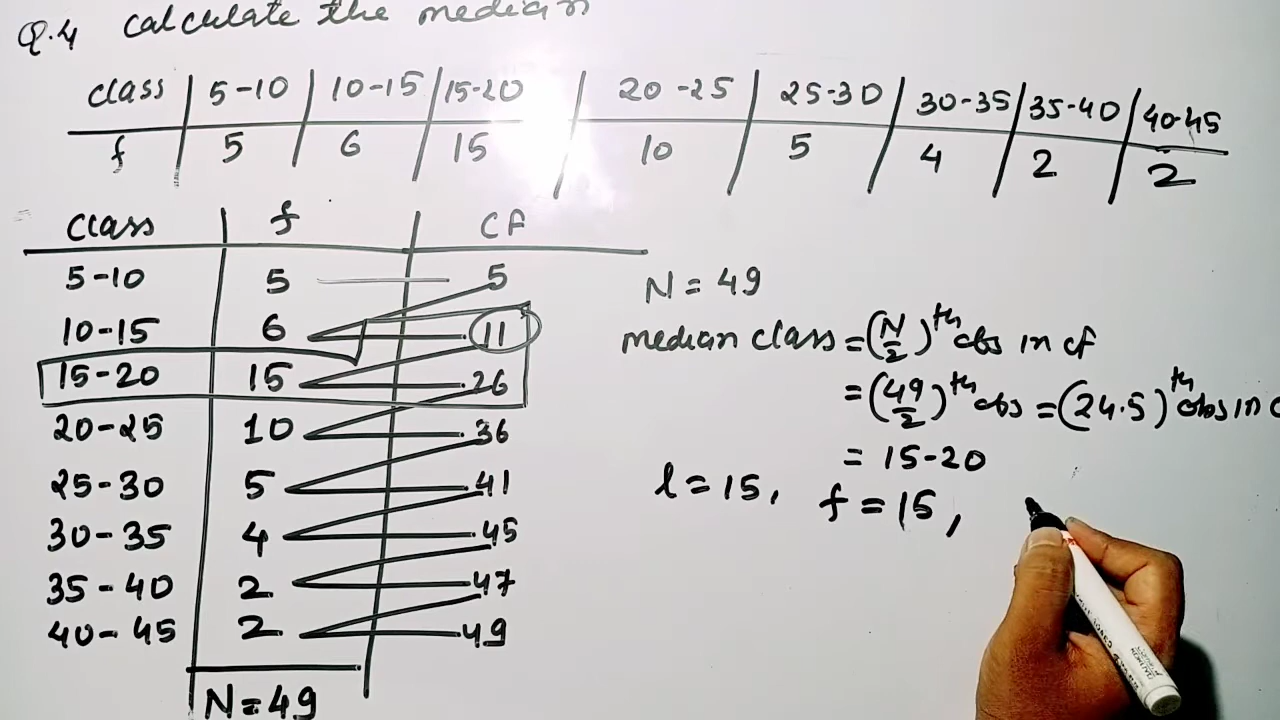 Q.4 Calculate the median
class 5-10 10-15 15-20 20-25 25-30 30-35 35-40 40-45
f 5 6 15 10 5 4 2 2
Class f CF
5-10 5 5
10-15 6 11
15-20 15 26
20-25 10 36
25-30 5 41
30-35 4 45
35-40 2 47
40-45 2 49
N=49
N = 49
median class = (N/2)th obs in cf
= (49/2)th obs = (24.5)th obs in c
= 15-20
l = 15, f = 15,